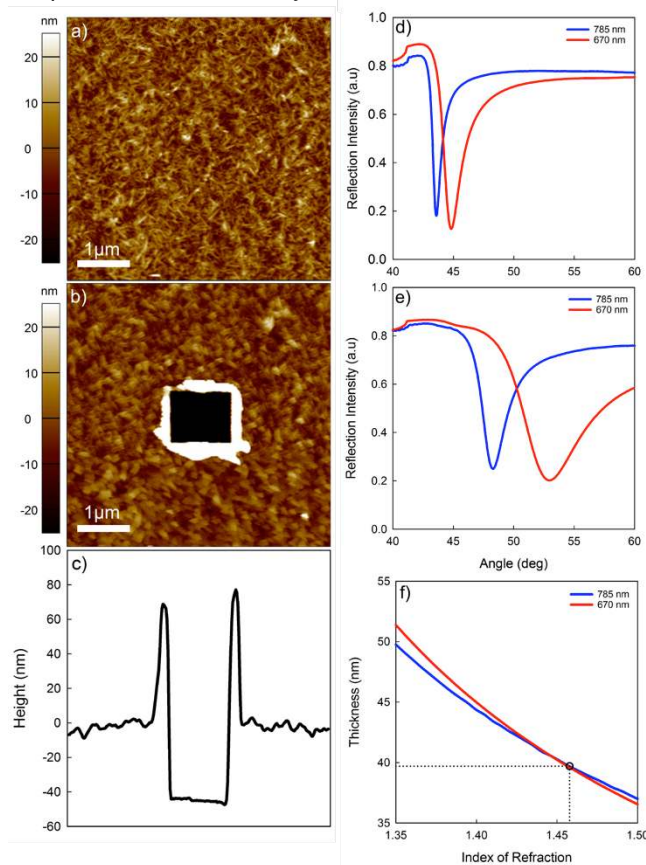 nm
a)
20
10
0
-10
-20
1µm
b)
20
10
0
-10
-20
1µm
c)
100
80
60
40
20
0
-20
-40
-60
Height (nm)
d)
785 nm
670 nm
Reflection Intensity (a.u)
1.0
0.8
0.6
0.4
0.2
0.0
40
45
50
55
60
e)
785 nm
670 nm
Reflection Intensity (a.u)
1.0
0.8
0.6
0.4
0.2
0.0
40
45
50
55
60
Angle (deg)
f)
785 nm
670 nm
Thickness (nm)
55
50
45
40
35
1.35
1.40
1.45
1.50
Index of Refraction